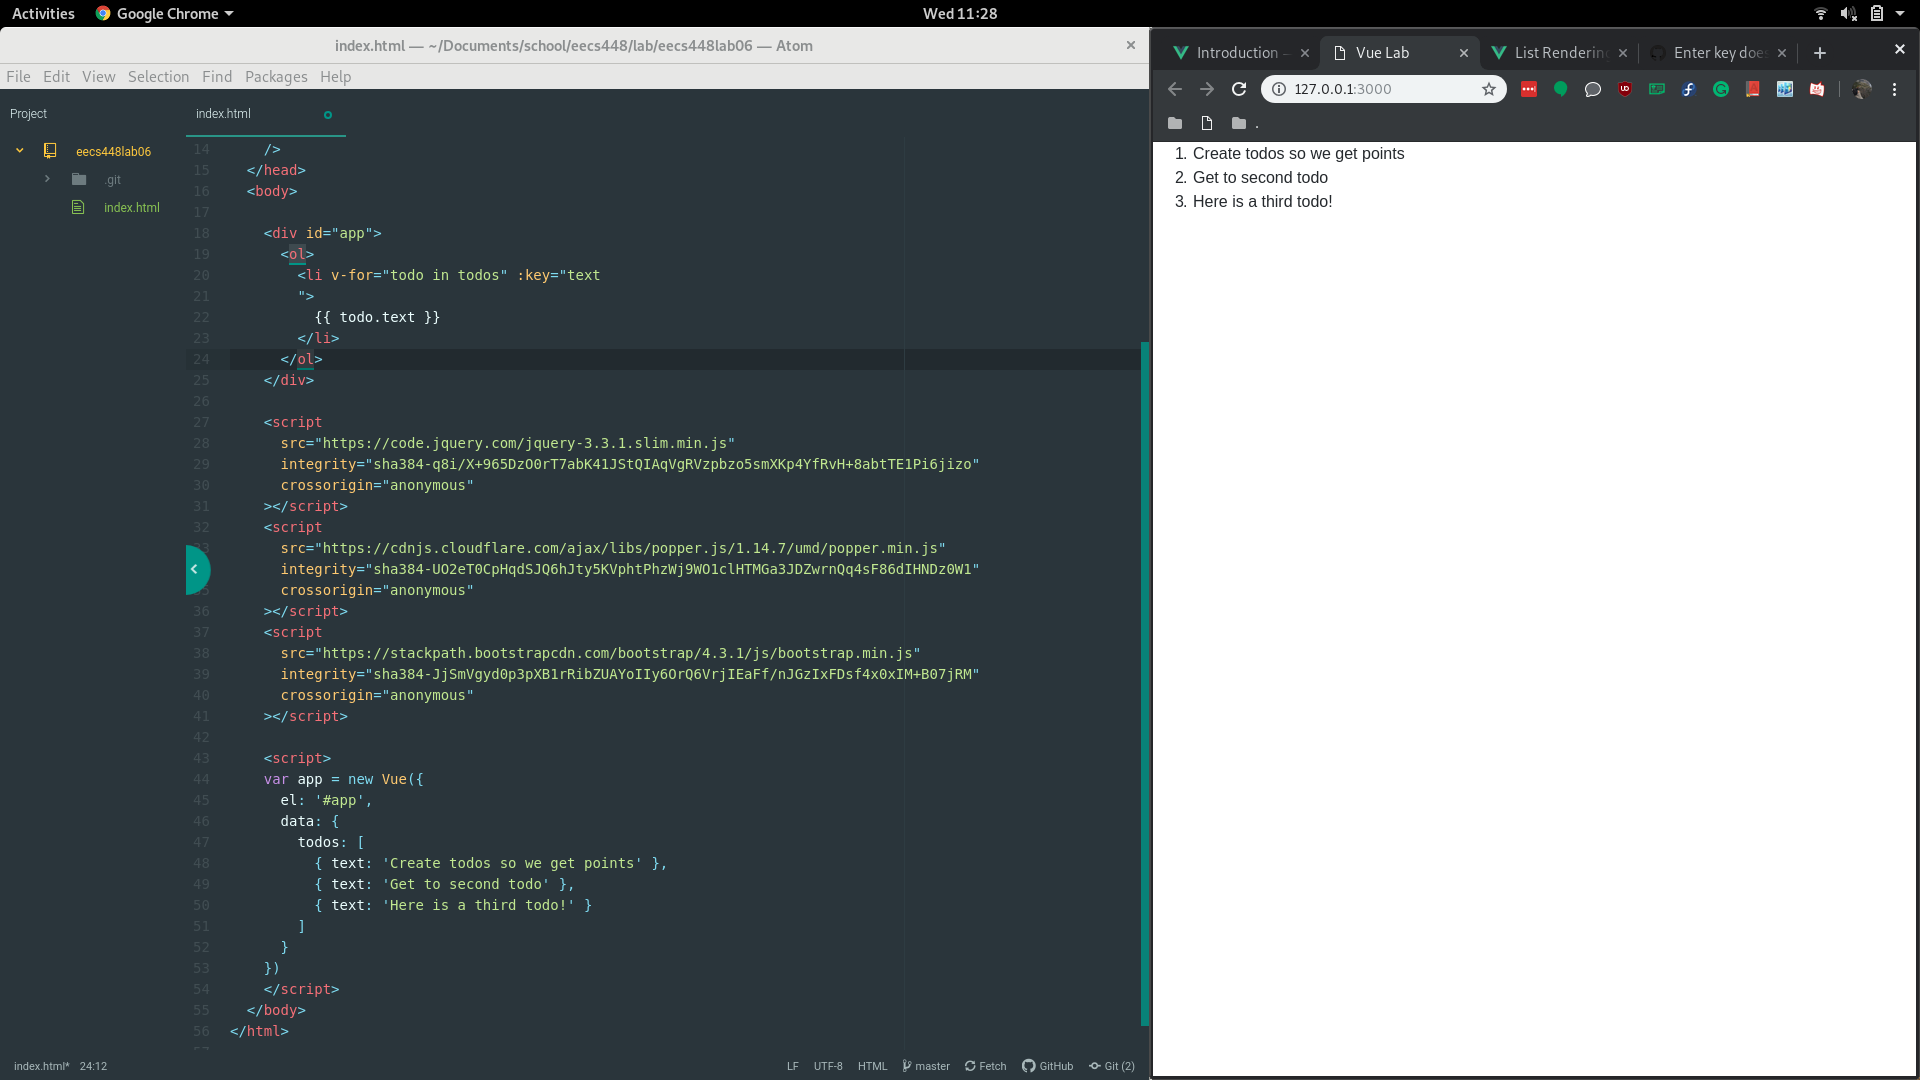 Activities Google Chrome Wed 11:28
index.html — ~/Documents/school/eecs448/lab/eecs448lab06 — Atom
File Edit View Selection Find Packages Help
Project
eecs448lab06
.git
index.html
index.html
14 />
15 </head>
16 <body>
17
18 <div id="app">
19 <ol>
20 <li v-for="todo in todos" :key="text
21 ">
22 {{ todo.text }}
23 </li>
24 </ol>
25 </div>
26
27 <script
28 src="https://code.jquery.com/jquery-3.3.1.slim.min.js"
29 integrity="sha384-q8i/X+965DzO0rT7abK41JStQIAqVgRVzpbzo5smXKp4YfRvH+8abtTE1Pi6jizo"
30 crossorigin="anonymous"
31 ></script>
32 <script
33 src="https://cdnjs.cloudflare.com/ajax/libs/popper.js/1.14.7/umd/popper.min.js"
integrity="sha384-UO2eT0CpHqdSJQ6hJty5KVphtPhzWj9WO1clHTMGa3JDZwrnQq4sF86dIHNDz0W1"
35 crossorigin="anonymous"
36 ></script>
37 <script
38 src="https://stackpath.bootstrapcdn.com/bootstrap/4.3.1/js/bootstrap.min.js"
39 integrity="sha384-JjSmVgyd0p3pXB1rRibZUAYoIIy6OrQ6VrjIEaFf/nJGzIxFDsf4x0xIM+B07jRM"
40 crossorigin="anonymous"
41 ></script>
42
43 <script>
44 var app = new Vue({
45 el: '#app',
46 data: {
47 todos: [
48 { text: 'Create todos so we get points' },
49 { text: 'Get to second todo' },
50 { text: 'Here is a third todo!' }
51 ]
52 }
53 })
54 </script>
55 </body>
56 </html>
57
index.html* 24:12 LF UTF-8 HTML master Fetch GitHub Git (2)
Introduction — Vue Lab List Rendering Enter key does
127.0.0.1:3000
.
1. Create todos so we get points
2. Get to second todo
3. Here is a third todo!